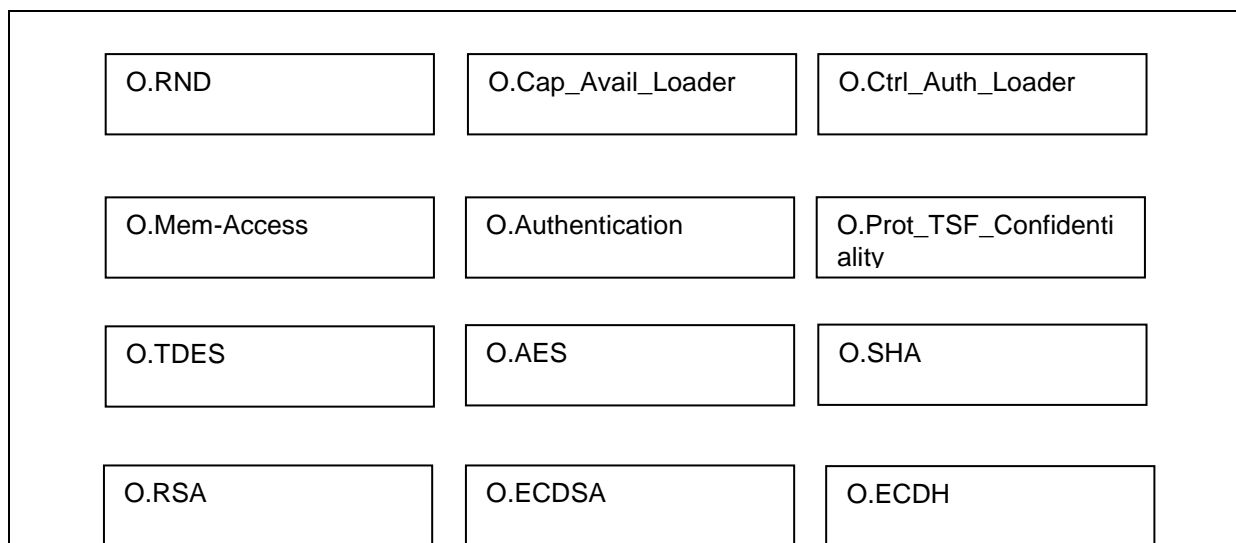 O.RND
O.Cap_Avail_Loader
O.Ctrl_Auth_Loader
O.Mem-Access
O.Authentication
O.Prot_TSF_Confidenti
ality
O.TDES
O.AES
O.SHA
O.RSA
O.ECDSA
O.ECDH